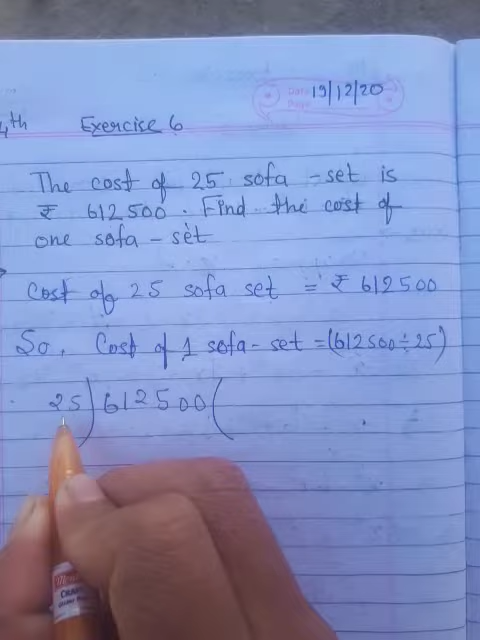 Date 19/12/20
Page
4th Exercise 6
The cost of 25 sofa-set is
₹ 612500. Find the cost of
one sofa-set
Cost of 25 sofa set = ₹ 612500
So, Cost of 1 sofa-set = (612500÷25)
25)612500(